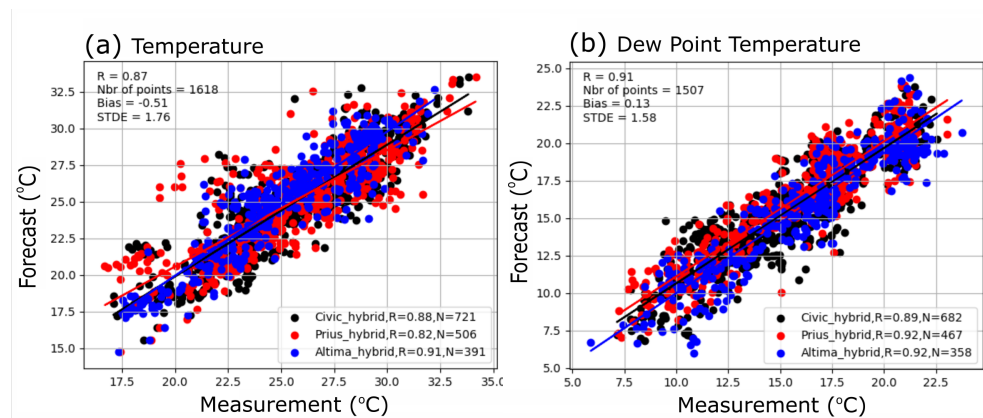 (a) Temperature
R = 0.87
Nbr of points = 1618
Bias = -0.51
STDE = 1.76
32.5
30.0
27.5
25.0
22.5
20.0
17.5
15.0
Forecast (°C)
Civic_hybrid,R=0.88,N=721
Prius_hybrid,R=0.82,N=506
Altima_hybrid,R=0.91,N=391
17.5 20.0 22.5 25.0 27.5 30.0 32.5 35.0
Measurement (°C)
(b) Dew Point Temperature
R = 0.91
Nbr of points = 1507
Bias = 0.13
STDE = 1.58
25.0
22.5
20.0
17.5
15.0
12.5
10.0
7.5
5.0
Forecast (°C)
Civic_hybrid,R=0.89,N=682
Prius_hybrid,R=0.92,N=467
Altima_hybrid,R=0.92,N=358
5.0 7.5 10.0 12.5 15.0 17.5 20.0 22.5
Measurement (°C)